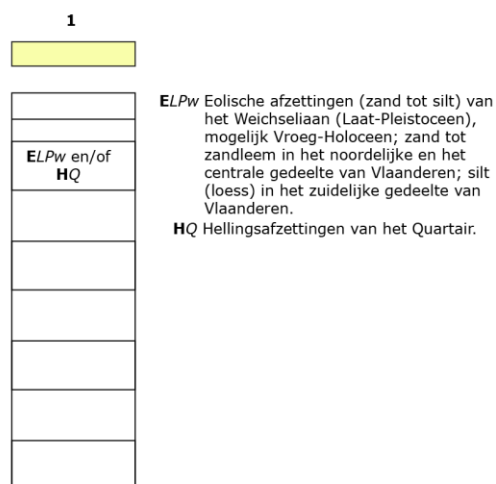 1
ELPw en/of
HQ
ELPw Eolische afzettingen (zand tot silt) van
het Weichseliaan (Laat-Pleistoceen),
mogelijk Vroeg-Holoceen; zand tot
zandleem in het noordelijke en het
centrale gedeelte van Vlaanderen; silt
(loess) in het zuidelijke gedeelte van
Vlaanderen.
HQ Hellingsafzettingen van het Quartair.